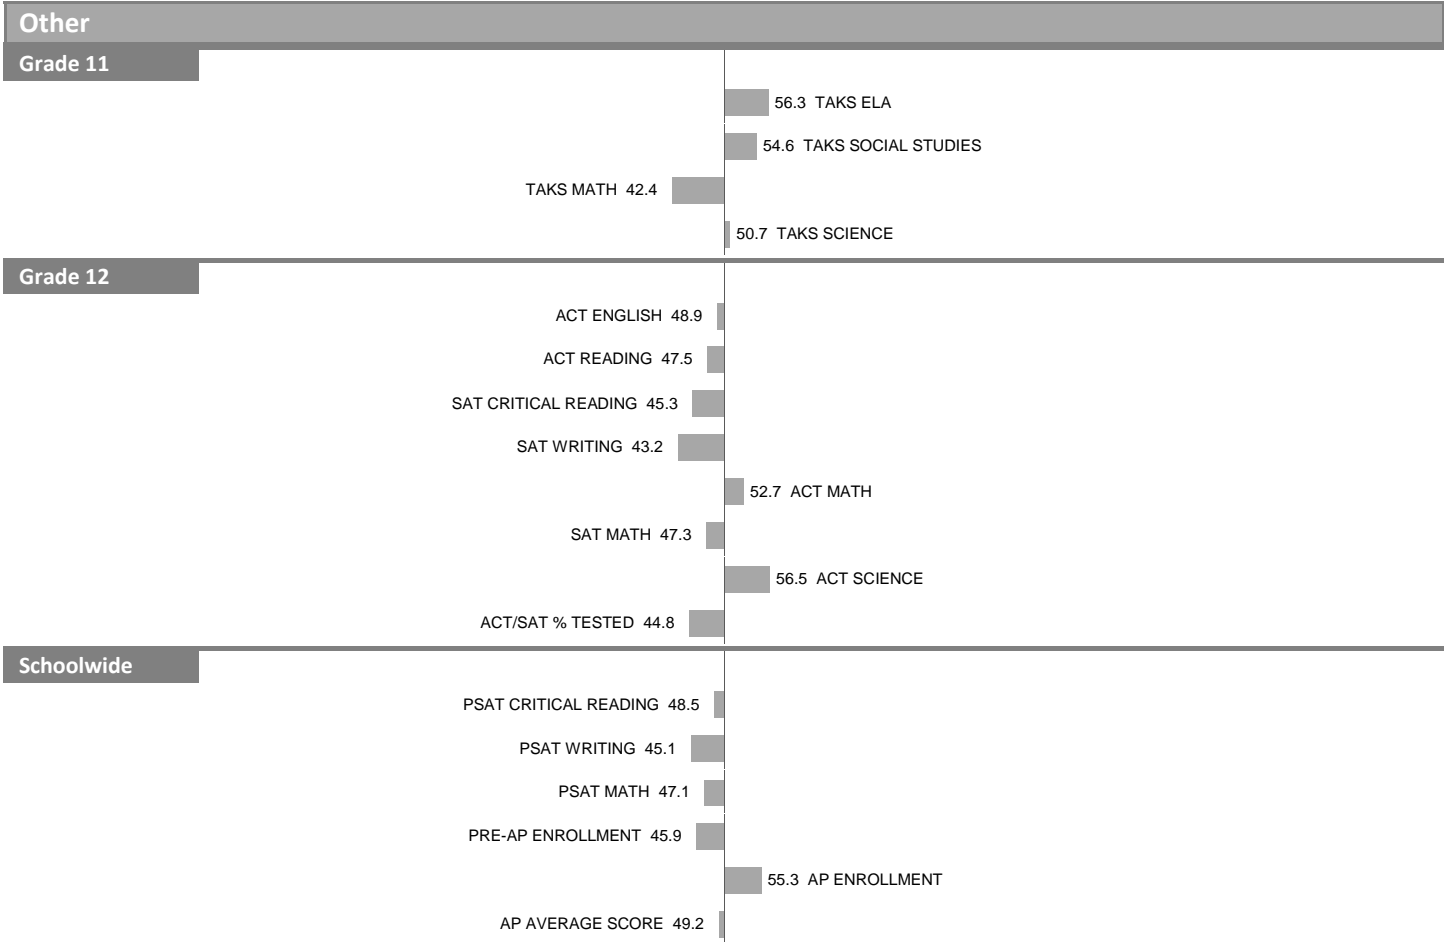 Other
Grade 11
56.3 TAKS ELA
54.6 TAKS SOCIAL STUDIES
TAKS MATH 42.4
50.7 TAKS SCIENCE
Grade 12
ACT ENGLISH 48.9
ACT READING 47.5
SAT CRITICAL READING 45.3
SAT WRITING 43.2
52.7 ACT MATH
SAT MATH 47.3
56.5 ACT SCIENCE
ACT/SAT % TESTED 44.8
Schoolwide
PSAT CRITICAL READING 48.5
PSAT WRITING 45.1
PSAT MATH 47.1
PRE-AP ENROLLMENT 45.9
55.3 AP ENROLLMENT
AP AVERAGE SCORE 49.2